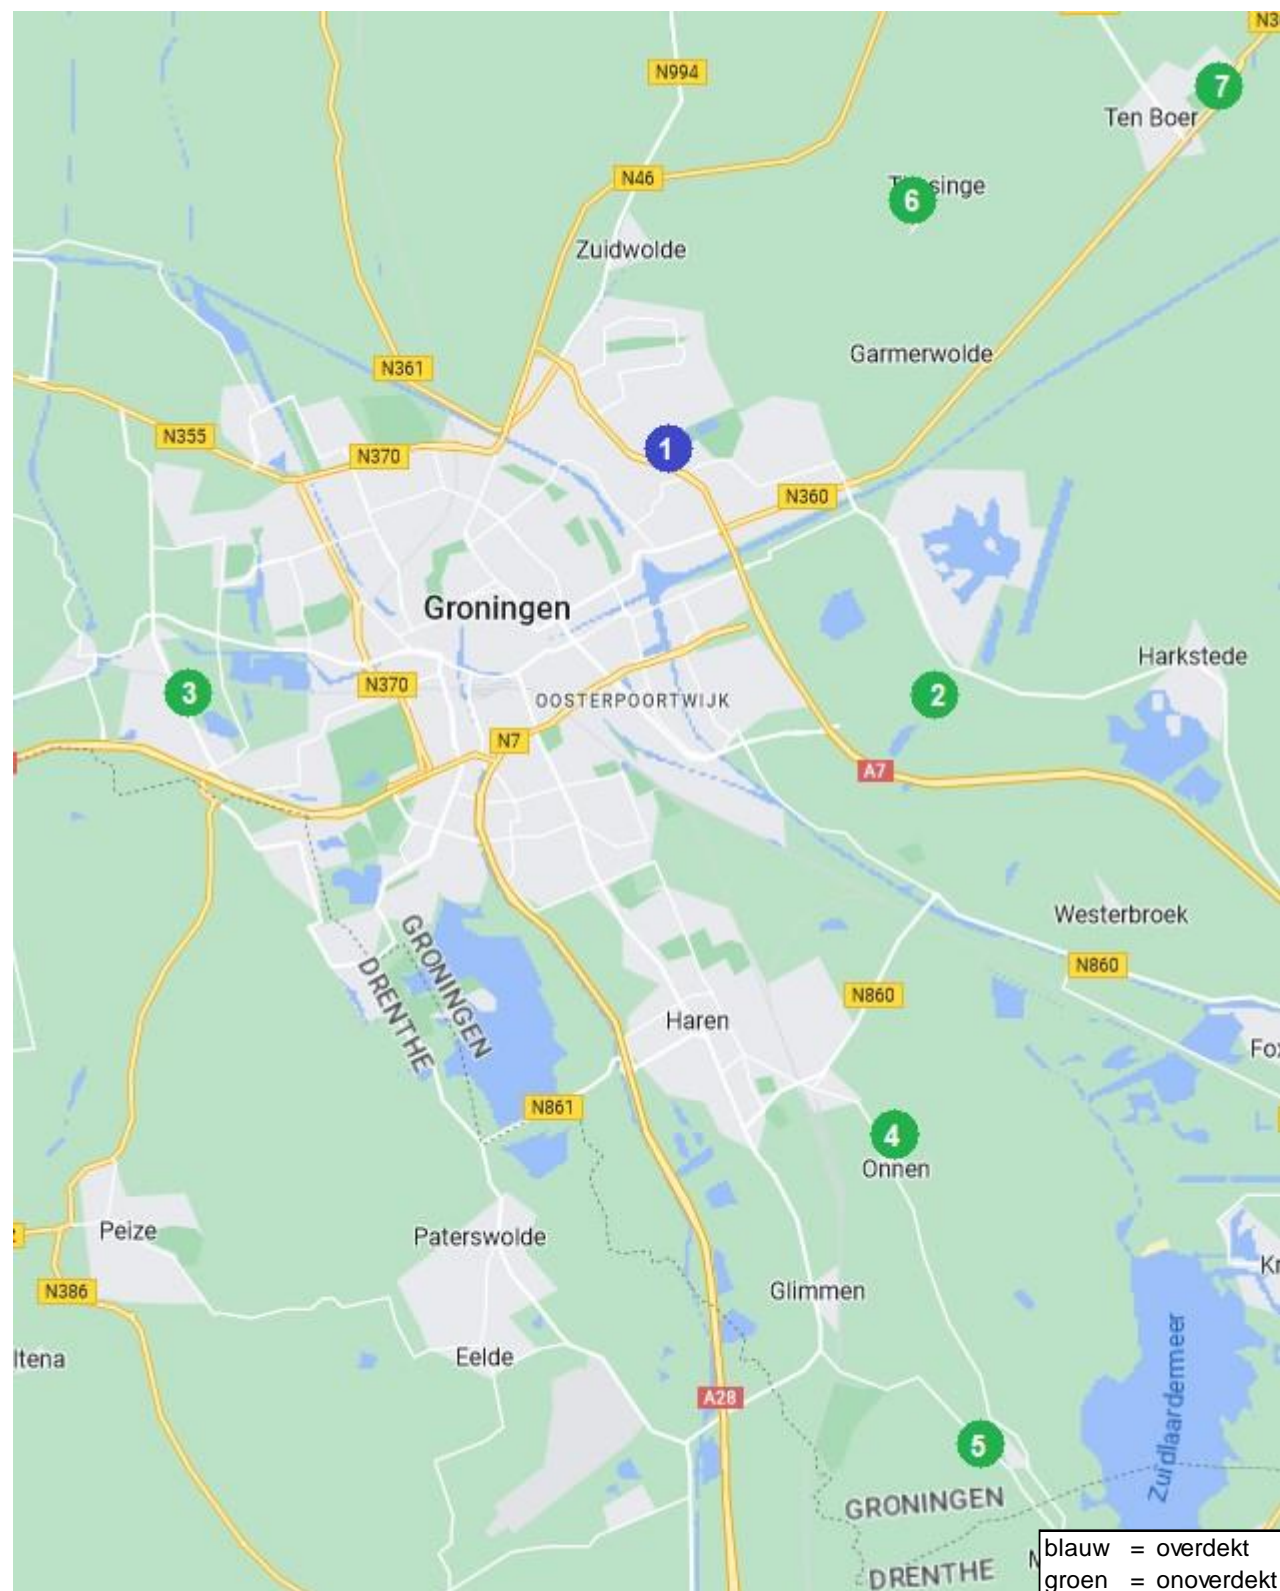 N3
N994
7
Ten Boer
N46
6
Zuidwolde
Garmerwolde
N361
N355
N370
1
N360
Groningen
Harkstede
3
N370
2
OOSTERPOORTWIJK
N7
A7
Westerbroek
GRONINGEN
DRENTHE
N860
N860
Haren
Fox
N861
4
Onnen
Peize
Paterswolde
Kr
N386
Glimmen
ltena
Eelde
Zuidlaardermeer
A28
5
GRONINGEN
DRENTHE
blauw = overdekt
groen = onoverdekt